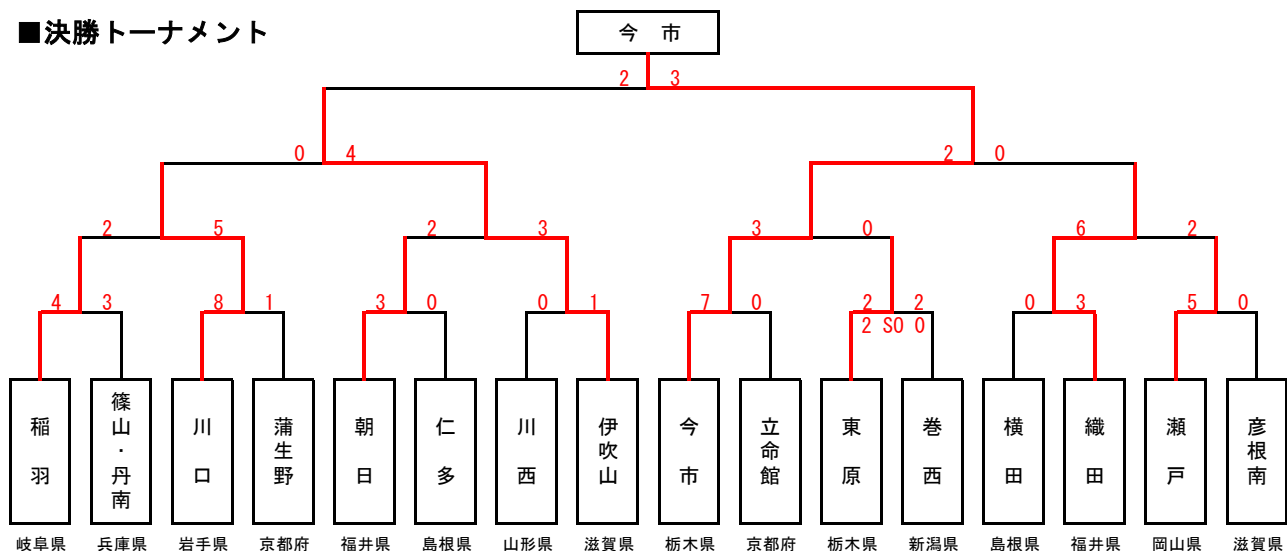 ■決勝トーナメント
今 市
2 3
0 4 2 0
2 5 2 3 3 0 6 2
4 3 8 1 3 0 0 1 7 0 2 2 0 3 5 0
2 SO 0
稲羽 篠山・丹南 川口 蒲生野 朝日 仁多 川西 伊吹山 今市 立命館 東原 巻西 横田 織田 瀬戸 彦根南
岐阜県 兵庫県 岩手県 京都府 福井県 島根県 山形県 滋賀県 栃木県 京都府 栃木県 新潟県 島根県 福井県 岡山県 滋賀県